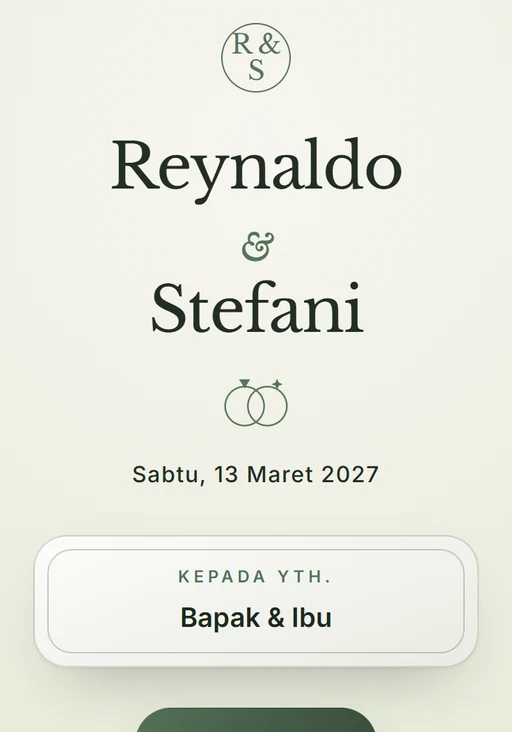 R &
S
Reynaldo
&
Stefani
Sabtu, 13 Maret 2027
KEPADA YTH.
Bapak & Ibu